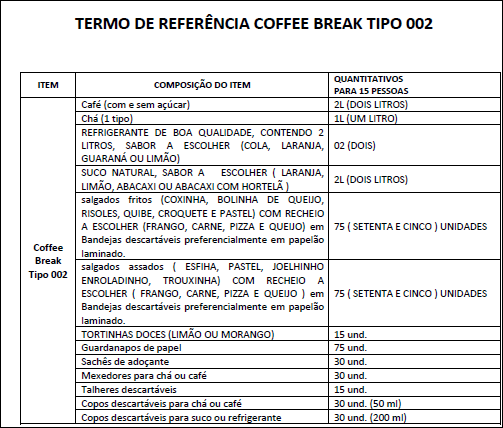 TERMO DE REFERÊNCIA COFFEE BREAK TIPO 002
ITEM
COMPOSIÇÃO DO ITEM
QUANTITATIVOS
PARA 15 PESSOAS
Coffee
Break
Tipo 002
Café (com e sem açúcar)
2L (DOIS LITROS)
Chá (1 tipo)
1L (UM LITRO)
REFRIGERANTE DE BOA QUALIDADE, CONTENDO 2
LITROS, SABOR A ESCOLHER (COLA, LARANJA,
GUARANÁ OU LIMÃO)
02 (DOIS)
SUCO NATURAL, SABOR A ESCOLHER ( LARANJA,
LIMÃO, ABACAXI OU ABACAXI COM HORTELÃ )
2L (DOIS LITROS)
salgados fritos (COXINHA, BOLINHA DE QUEIJO,
RISOLES, QUIBE, CROQUETE E PASTEL) COM RECHEIO
A ESCOLHER (FRANGO, CARNE, PIZZA E QUEIJO) em
Bandejas descartáveis preferencialmente em papelão
laminado.
75 ( SETENTA E CINCO ) UNIDADES
salgados assados ( ESFIHA, PASTEL, JOELHINHO
ENROLADINHO, TROUXINHA) COM RECHEIO A
ESCOLHER ( FRANGO, CARNE, PIZZA E QUEIJO ) em
Bandejas descartáveis preferencialmente em papelão
laminado.
75 ( SETENTA E CINCO ) UNIDADES
TORTINHAS DOCES (LIMÃO OU MORANGO)
15 und.
Guardanapos de papel
75 und.
Sachês de adoçante
30 und.
Mexedores para chá ou café
30 und.
Talheres descartáveis
15 und.
Copos descartáveis para chá ou café
30 und. (50 ml)
Copos descartáveis para suco ou refrigerante
30 und. (200 ml)